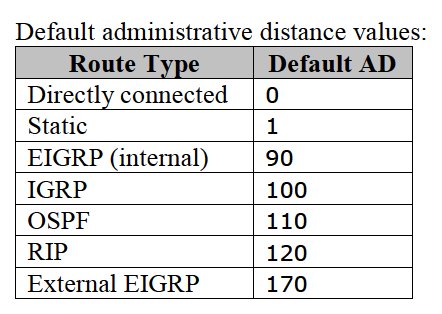 Default administrative distance values:
Route Type Default AD
Directly connected 0
Static 1
EIGRP (internal) 90
IGRP 100
OSPF 110
RIP 120
External EIGRP 170